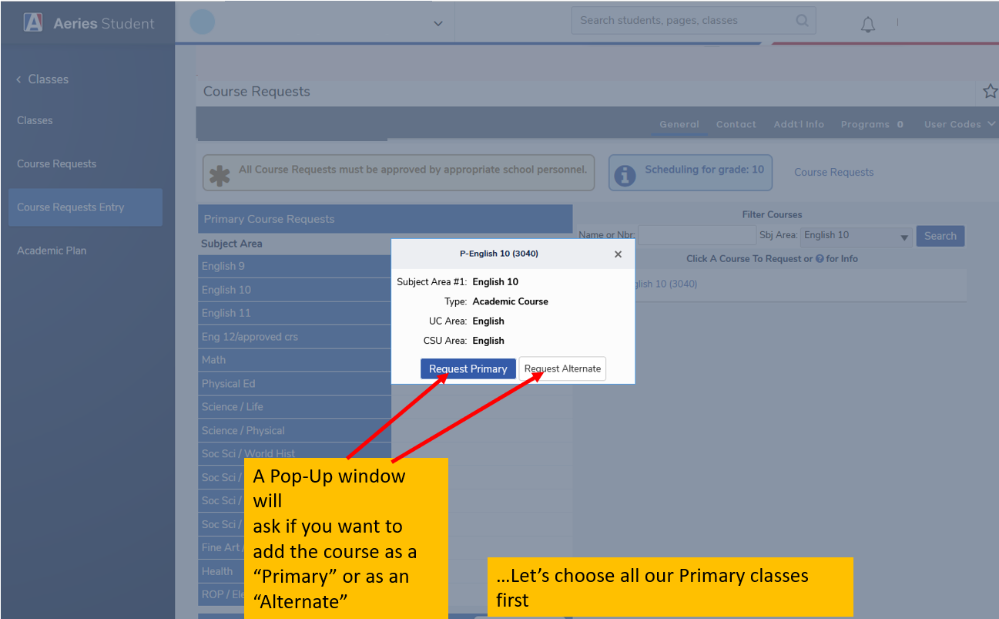 Aeries Student
Search students, pages, classes
< Classes
Classes
Course Requests
Course Requests Entry
Academic Plan
Course Requests
General Contact Addt'l Info Programs 0 User Codes
All Course Requests must be approved by appropriate school personnel.
Scheduling for grade: 10
Course Requests
Primary Course Requests
Subject Area
English 9
English 10
English 11
Eng 12/approved crs
Math
Physical Ed
Science / Life
Science / Physical
Soc Sci / World Hist
Soc Sci /
Soc Sci /
Soc Sci /
Fine Art /
Health
ROP / Ele
Filter Courses
Name or Nbr: Sbj Area: English 10 Search
Click A Course To Request or ? for Info
glish 10 (3040)
P-English 10 (3040) ×
Subject Area #1: English 10
Type: Academic Course
UC Area: English
CSU Area: English
Request Primary Request Alternate
A Pop-Up window
will
ask if you want to
add the course as a
“Primary” or as an
“Alternate”
…Let’s choose all our Primary classes
first